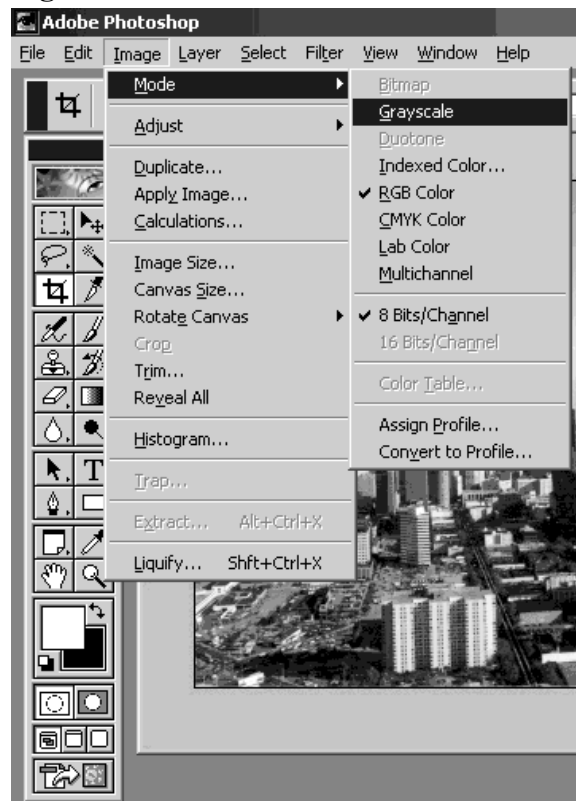 Adobe Photoshop
File Edit Image Layer Select Filter View Window Help
Mode
Adjust
Duplicate...
Apply Image...
Calculations...
Image Size...
Canvas Size...
Rotate Canvas
Crop
Trim...
Reveal All
Histogram...
Trap...
Extract... Alt+Ctrl+X
Liquify... Shft+Ctrl+X
Bitmap
Grayscale
Duotone
Indexed Color...
RGB Color
CMYK Color
Lab Color
Multichannel
8 Bits/Channel
16 Bits/Channel
Color Table...
Assign Profile...
Convert to Profile...
T